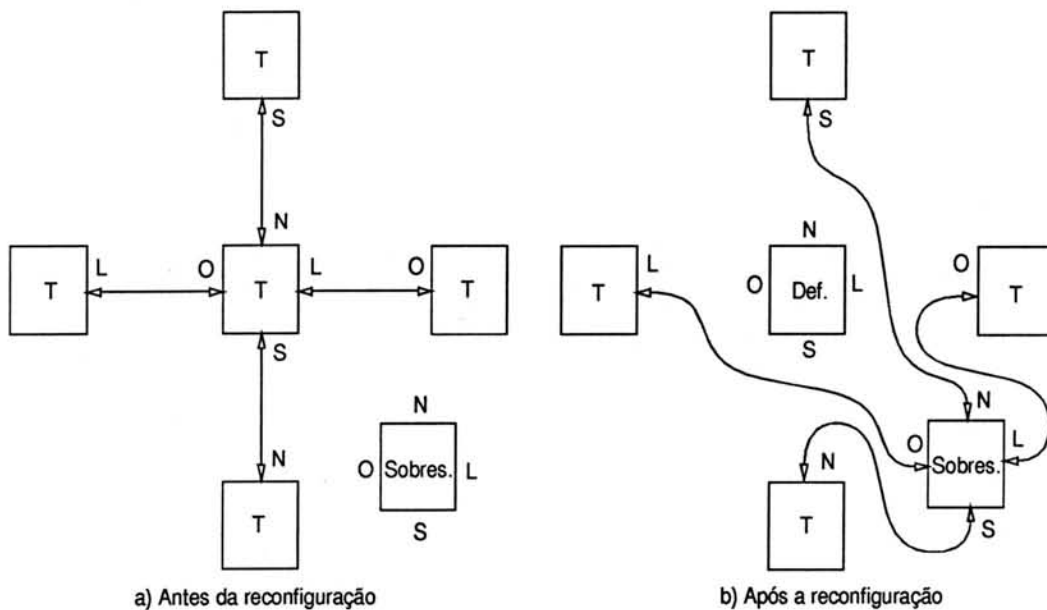 T
S
N
L
O
T
T
L
O
T
S
N
T
N
O
Sobres.
L
S
a) Antes da reconfiguração
T
S
N
L
T
O
Def.
L
S
O
T
N
T
N
O
L
Sobres.
S
b) Após a reconfiguração